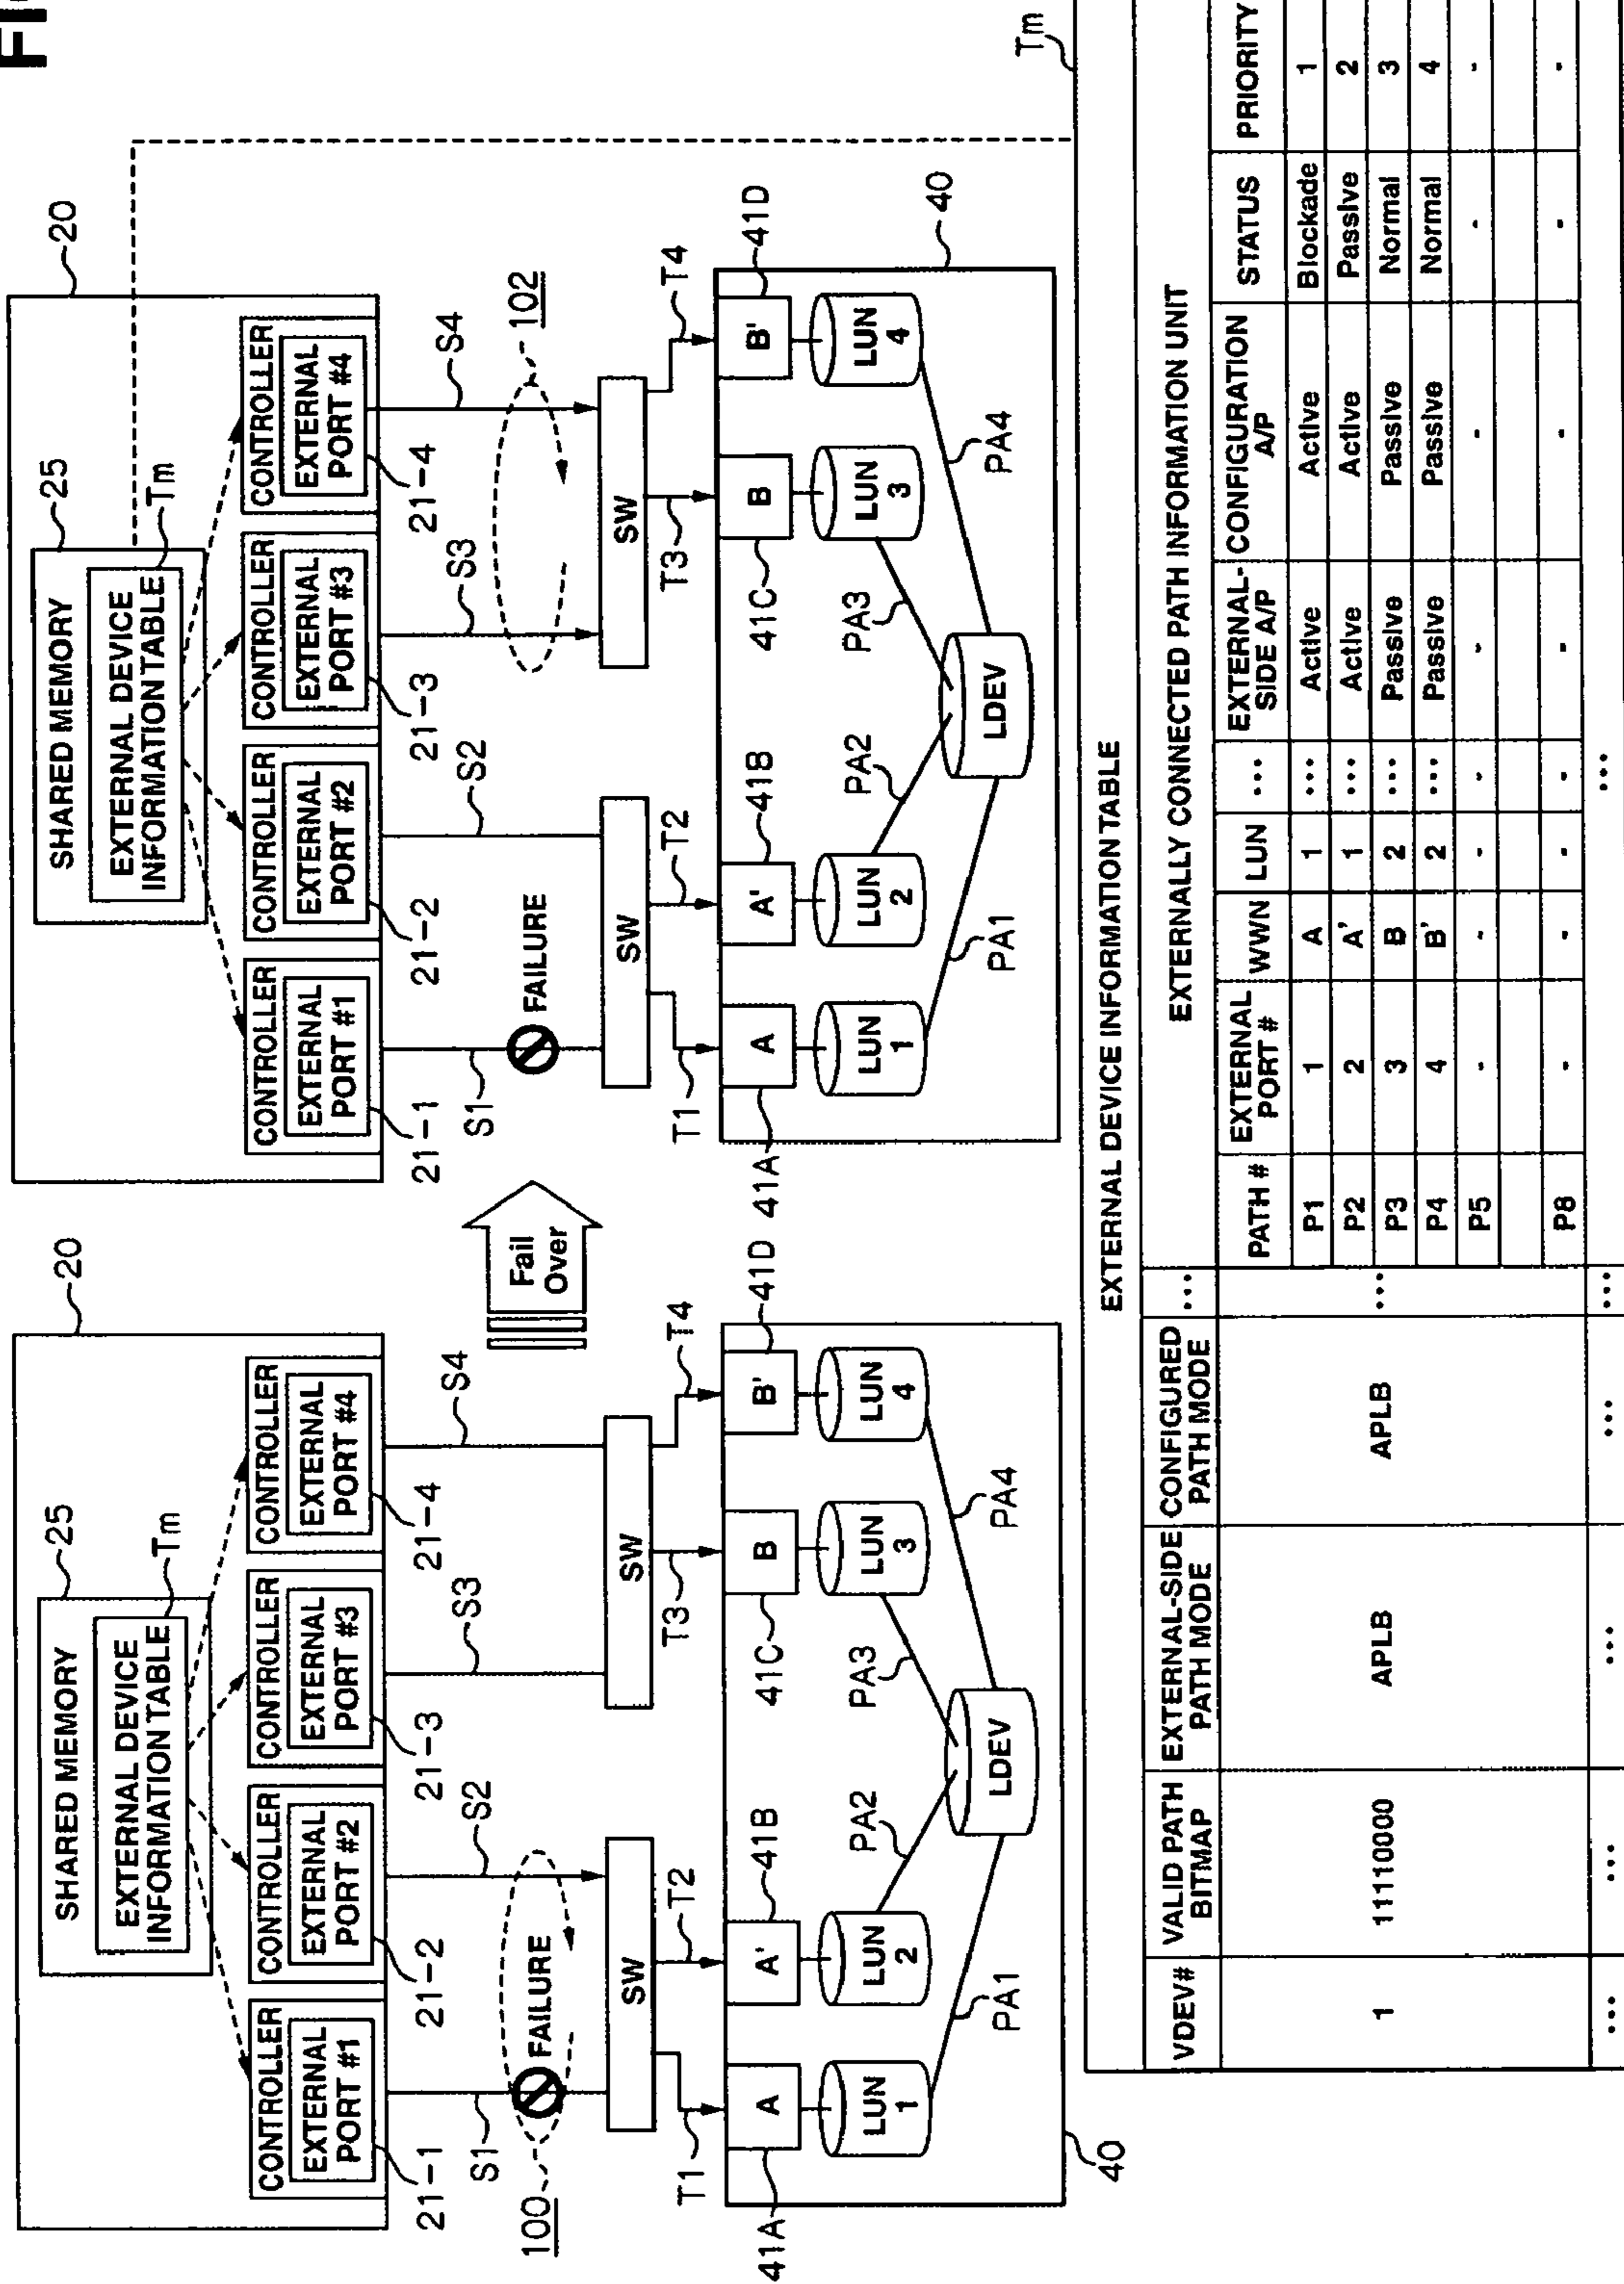 FI
20
SHARED MEMORY
25
EXTERNAL DEVICE
INFORMATION TABLE
Tm
CONTROLLER
EXTERNAL
PORT #1
CONTROLLER
EXTERNAL
PORT #2
CONTROLLER
EXTERNAL
PORT #3
CONTROLLER
EXTERNAL
PORT #4
21-1
21-2
21-3
21-4
S1
S2
S3
S4
100
FAILURE
SW
SW
T1
T2
T3
T4
41A
41B
41C
41D
A
A'
B
B'
LUN
1
LUN
2
LUN
3
LUN
4
PA1
PA2
PA3
PA4
LDEV
40
Fail
Over
20
SHARED MEMORY
25
EXTERNAL DEVICE
INFORMATION TABLE
Tm
CONTROLLER
EXTERNAL
PORT #1
CONTROLLER
EXTERNAL
PORT #2
CONTROLLER
EXTERNAL
PORT #3
CONTROLLER
EXTERNAL
PORT #4
21-1
21-2
21-3
21-4
S1
S2
S3
S4
FAILURE
102
SW
SW
T1
T2
T3
T4
41A
41B
41C
41D
A
A'
B
B'
LUN
1
LUN
2
LUN
3
LUN
4
PA1
PA2
PA3
PA4
LDEV
40
Tm
EXTERNAL DEVICE INFORMATION TABLE
VDEV# VALID PATH BITMAP EXTERNAL-SIDE PATH MODE CONFIGURED PATH MODE ... EXTERNALLY CONNECTED PATH INFORMATION UNIT
PATH # EXTERNAL PORT # WWN LUN ... EXTERNAL-SIDE A/P CONFIGURATION A/P STATUS PRIORITY
1 11110000 APLB APLB ...
P1 1 A 1 ... Active Active Blockade 1
P2 2 A' 1 ... Active Active Passive 2
P3 3 B 2 ... Passive Passive Normal 3
P4 4 B' 2 ... Passive Passive Normal 4
P5 - - - - - - - -
P8 - - - - - - - -
... ... ... ... ... ...